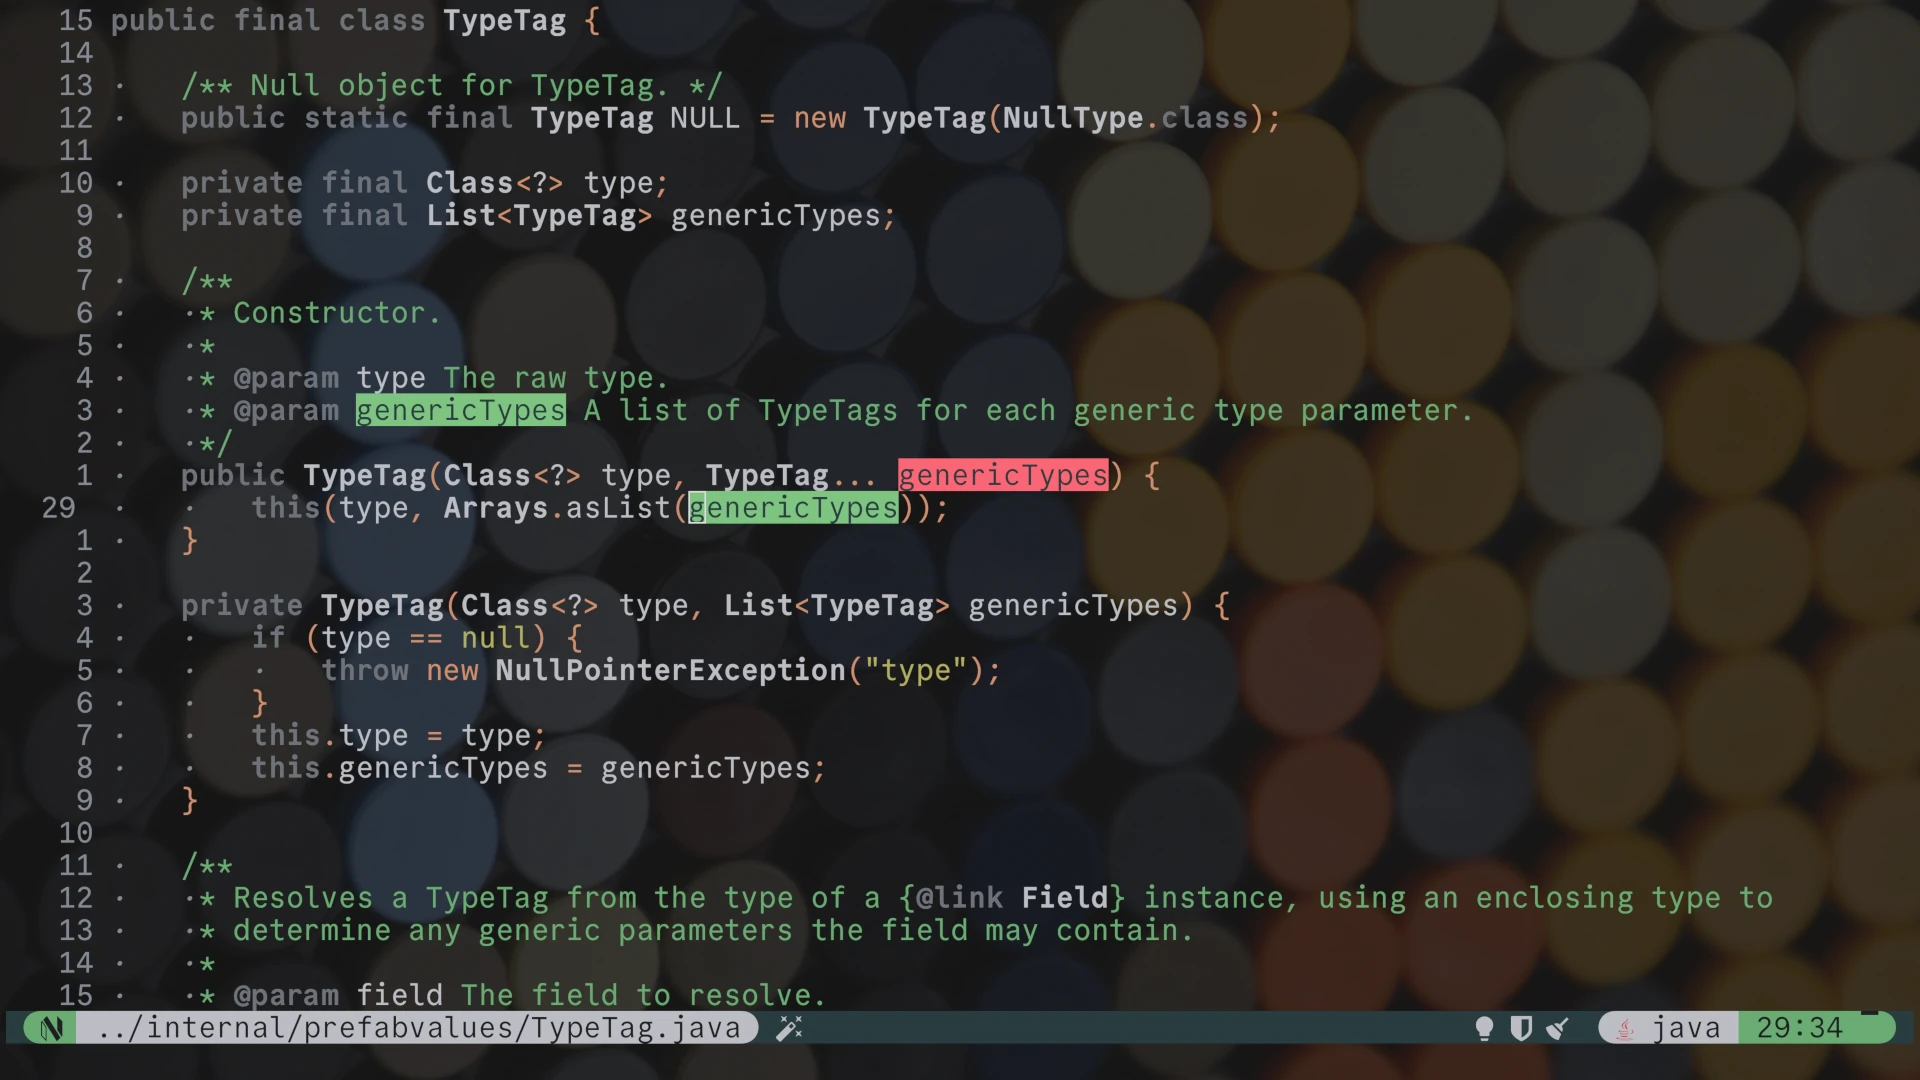 15 public final class TypeTag {
14
13 ·   /** Null object for TypeTag. */
12 ·   public static final TypeTag NULL = new TypeTag(NullType.class);
11
10 ·   private final Class<?> type;
9 ·   private final List<TypeTag> genericTypes;
8
7 ·   /**
6 ·   ·* Constructor.
5 ·   ·*
4 ·   ·* @param type The raw type.
3 ·   ·* @param genericTypes A list of TypeTags for each generic type parameter.
2 ·   ·*/
1 ·   public TypeTag(Class<?> type, TypeTag... genericTypes) {
29 ·   ·   this(type, Arrays.asList(genericTypes));
1 ·   }
2
3 ·   private TypeTag(Class<?> type, List<TypeTag> genericTypes) {
4 ·   ·   if (type == null) {
5 ·   ·   ·   throw new NullPointerException("type");
6 ·   ·   }
7 ·   ·   this.type = type;
8 ·   ·   this.genericTypes = genericTypes;
9 ·   }
10
11 ·   /**
12 ·   ·* Resolves a TypeTag from the type of a {@link Field} instance, using an enclosing type to
13 ·   ·* determine any generic parameters the field may contain.
14 ·   ·*
15 ·   ·* @param field The field to resolve.
../internal/prefabvalues/TypeTag.java java 29:34